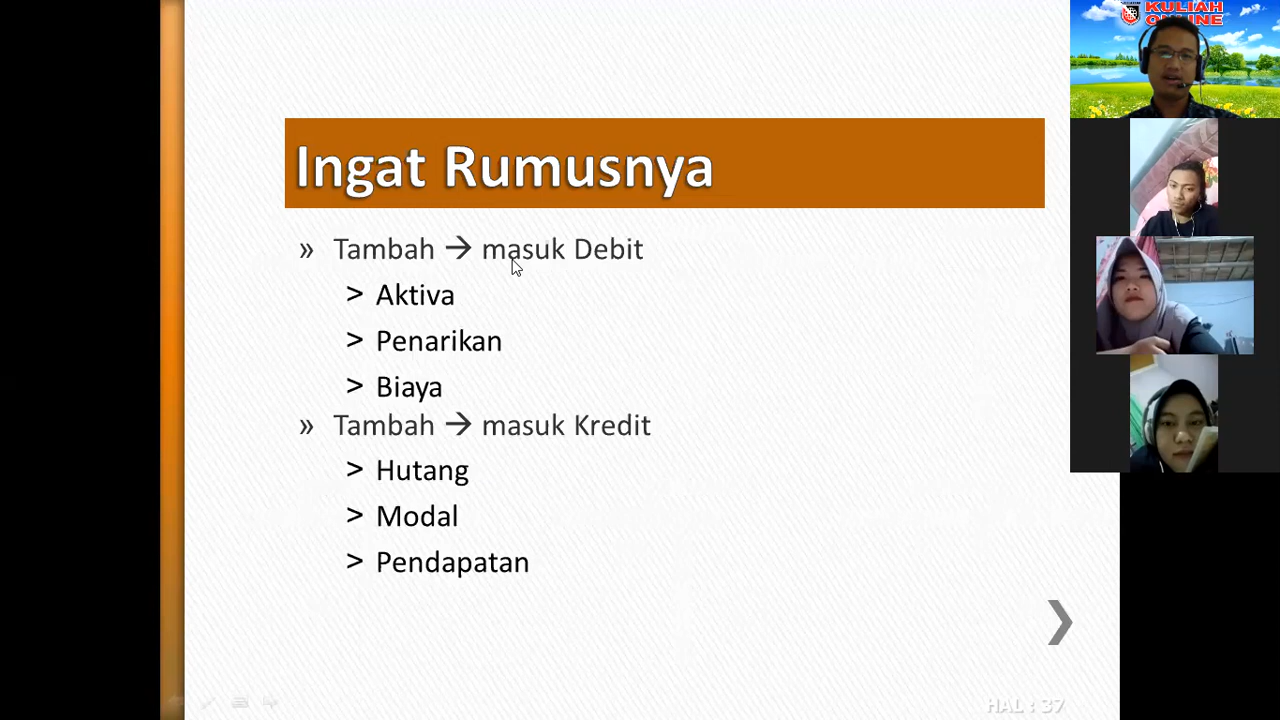 KULIAH
ONLINE
Ingat Rumusnya
» Tambah → masuk Debit
> Aktiva
> Penarikan
> Biaya
» Tambah → masuk Kredit
> Hutang
> Modal
> Pendapatan
HAL : 37